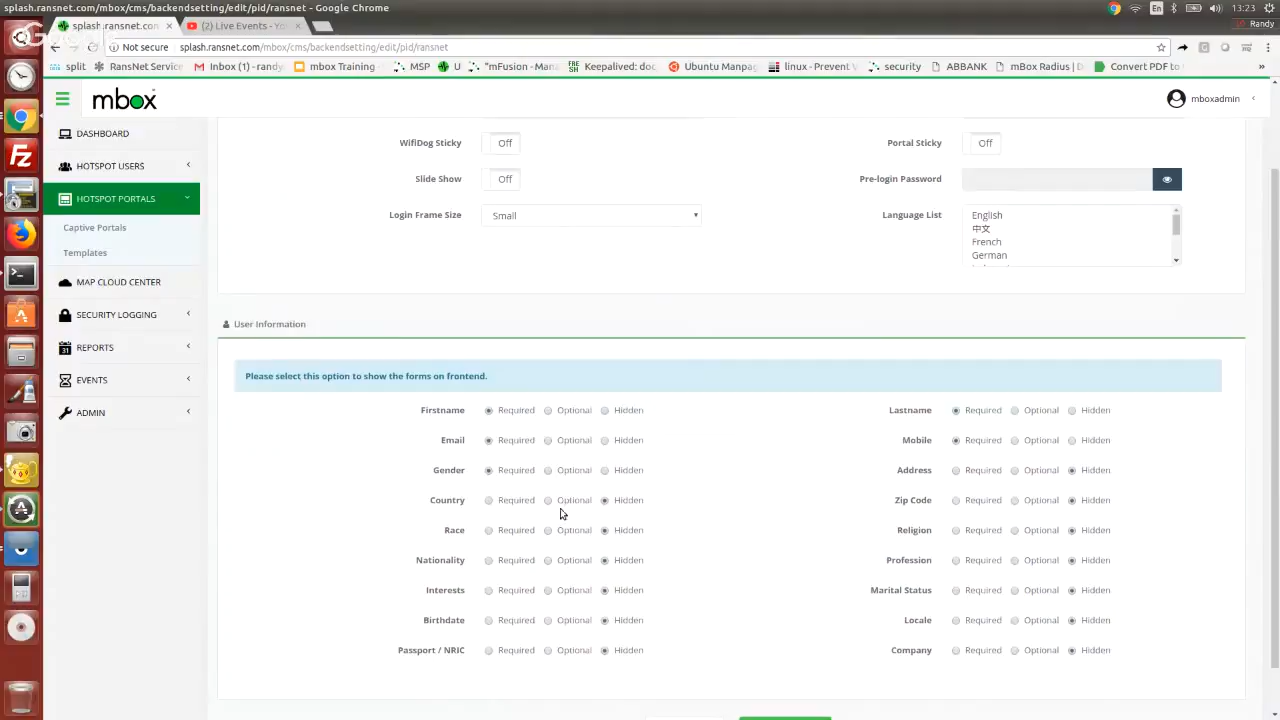 splash.ransnet.com/mbox/cms/backendsetting/edit/pid/ransnet - Google Chrome
En
13:23
splash.ransnet.co
(2) Live Events - Yo
Randy
Not secure
splash.ransnet.com/mbox/cms/backendsetting/edit/pid/ransnet
split
RansNet Service
Inbox (1) -randy
mbox Training -
MSP
U
"mFusion -Mana
Keepalived: doc
Ubuntu Manpag
linux - Prevent
security
ABBANK
mBox Radius | D
Convert PDF to
»
mbox
mboxadmin
DASHBOARD
HOTSPOT USERS
HOTSPOT PORTALS
Captive Portals
Templates
MAP CLOUD CENTER
SECURITY LOGGING
REPORTS
EVENTS
ADMIN
WifiDog Sticky Off Portal Sticky Off
Slide Show Off Pre-login Password
Login Frame Size Small Language List
English
中文
French
German
User Information
Please select this option to show the forms on frontend.
Firstname Required Optional Hidden Lastname Required Optional Hidden
Email Required Optional Hidden Mobile Required Optional Hidden
Gender Required Optional Hidden Address Required Optional Hidden
Country Required Optional Hidden Zip Code Required Optional Hidden
Race Required Optional Hidden Religion Required Optional Hidden
Nationality Required Optional Hidden Profession Required Optional Hidden
Interests Required Optional Hidden Marital Status Required Optional Hidden
Birthdate Required Optional Hidden Locale Required Optional Hidden
Passport / NRIC Required Optional Hidden Company Required Optional Hidden